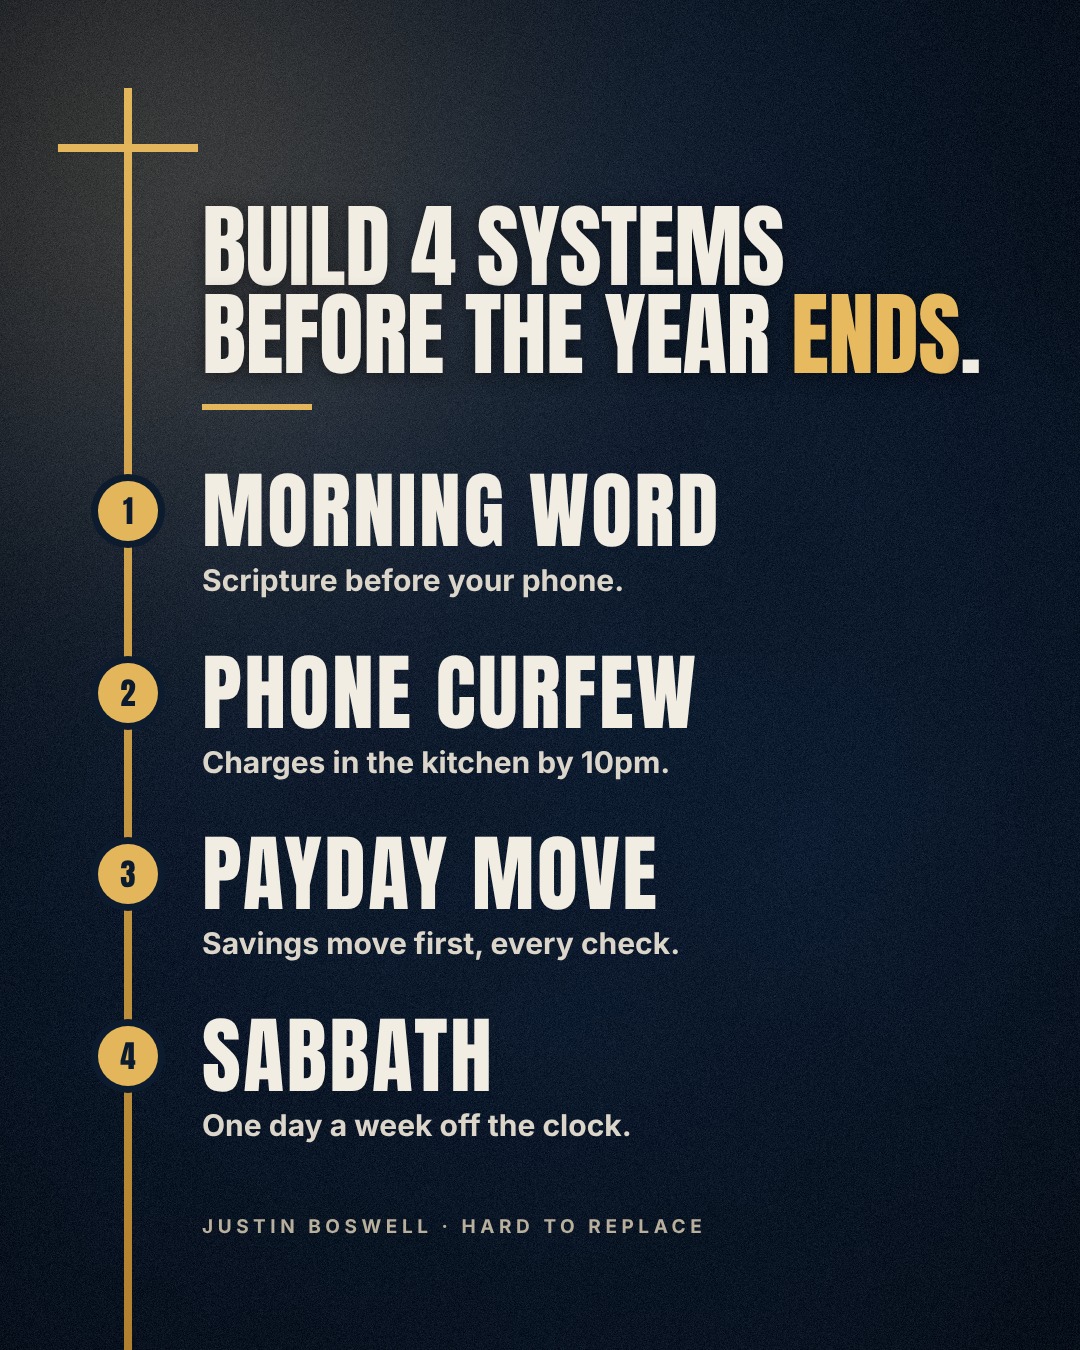 BUILD 4 SYSTEMS
BEFORE THE YEAR ENDS.
1
MORNING WORD
Scripture before your phone.
2
PHONE CURFEW
Charges in the kitchen by 10pm.
3
PAYDAY MOVE
Savings move first, every check.
4
SABBATH
One day a week off the clock.
JUSTIN BOSWELL · HARD TO REPLACE